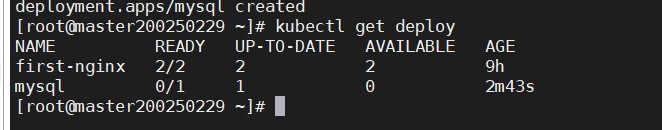 deployment.apps/mysql created
[root@master200250229 ~]# kubectl get deploy
NAME READY UP-TO-DATE AVAILABLE AGE
first-nginx 2/2 2 2 9h
mysql 0/1 1 0 2m43s
[root@master200250229 ~]#